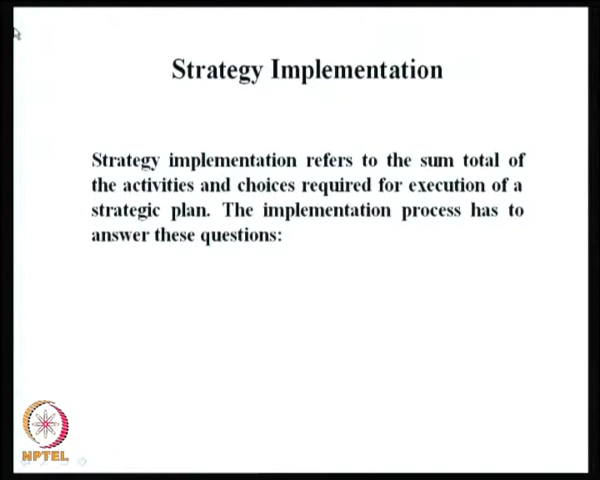 Strategy Implementation
Strategy implementation refers to the sum total of
the activities and choices required for execution of a
strategic plan. The implementation process has to
answer these questions:
NPTEL